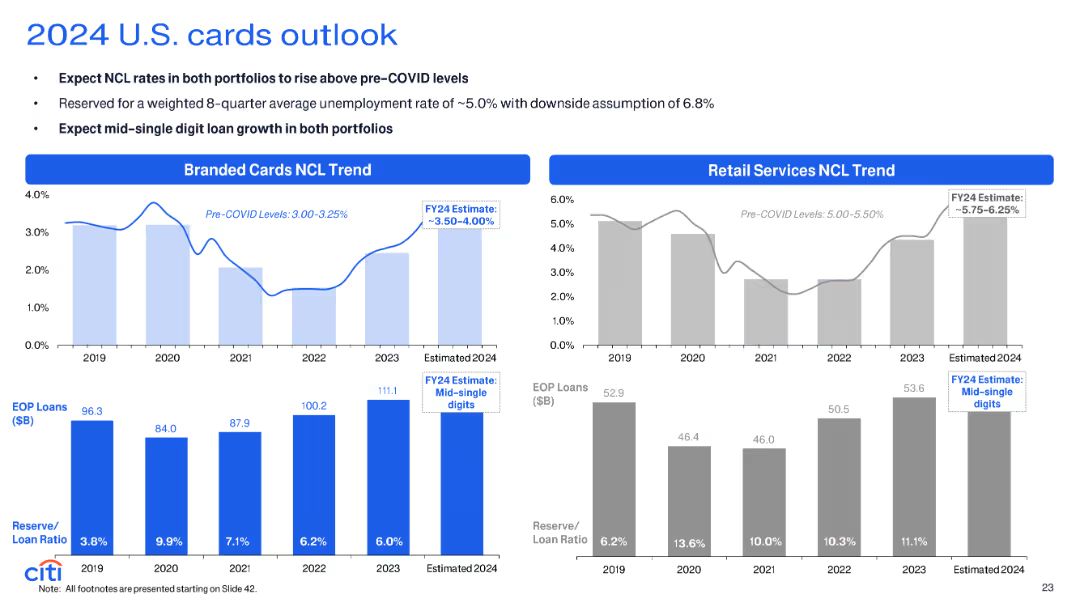 2024 U.S. cards outlook
• Expect NCL rates in both portfolios to rise above pre-COVID levels
• Reserved for a weighted 8-quarter average unemployment rate of ~5.0% with downside assumption of 6.8%
• Expect mid-single digit loan growth in both portfolios
Branded Cards NCL Trend
4.0%
3.0%
2.0%
1.0%
0.0%
Pre-COVID Levels: 3.00-3.25%
FY24 Estimate:
~3.50-4.00%
2019 2020 2021 2022 2023 Estimated 2024
EOP Loans
($B)
96.3 84.0 87.9 100.2 111.1
FY24 Estimate:
Mid-single
digits
Reserve/
Loan Ratio
3.8% 9.9% 7.1% 6.2% 6.0%
2019 2020 2021 2022 2023 Estimated 2024
Retail Services NCL Trend
6.0%
5.0%
4.0%
3.0%
2.0%
1.0%
0.0%
Pre-COVID Levels: 5.00-5.50%
FY24 Estimate:
~5.75-6.25%
2019 2020 2021 2022 2023 Estimated 2024
EOP Loans
($B)
52.9 46.4 46.0 50.5 53.6
FY24 Estimate:
Mid-single
digits
Reserve/
Loan Ratio
6.2% 13.6% 10.0% 10.3% 11.1%
2019 2020 2021 2022 2023 Estimated 2024
citi
Note: All footnotes are presented starting on Slide 42.
23